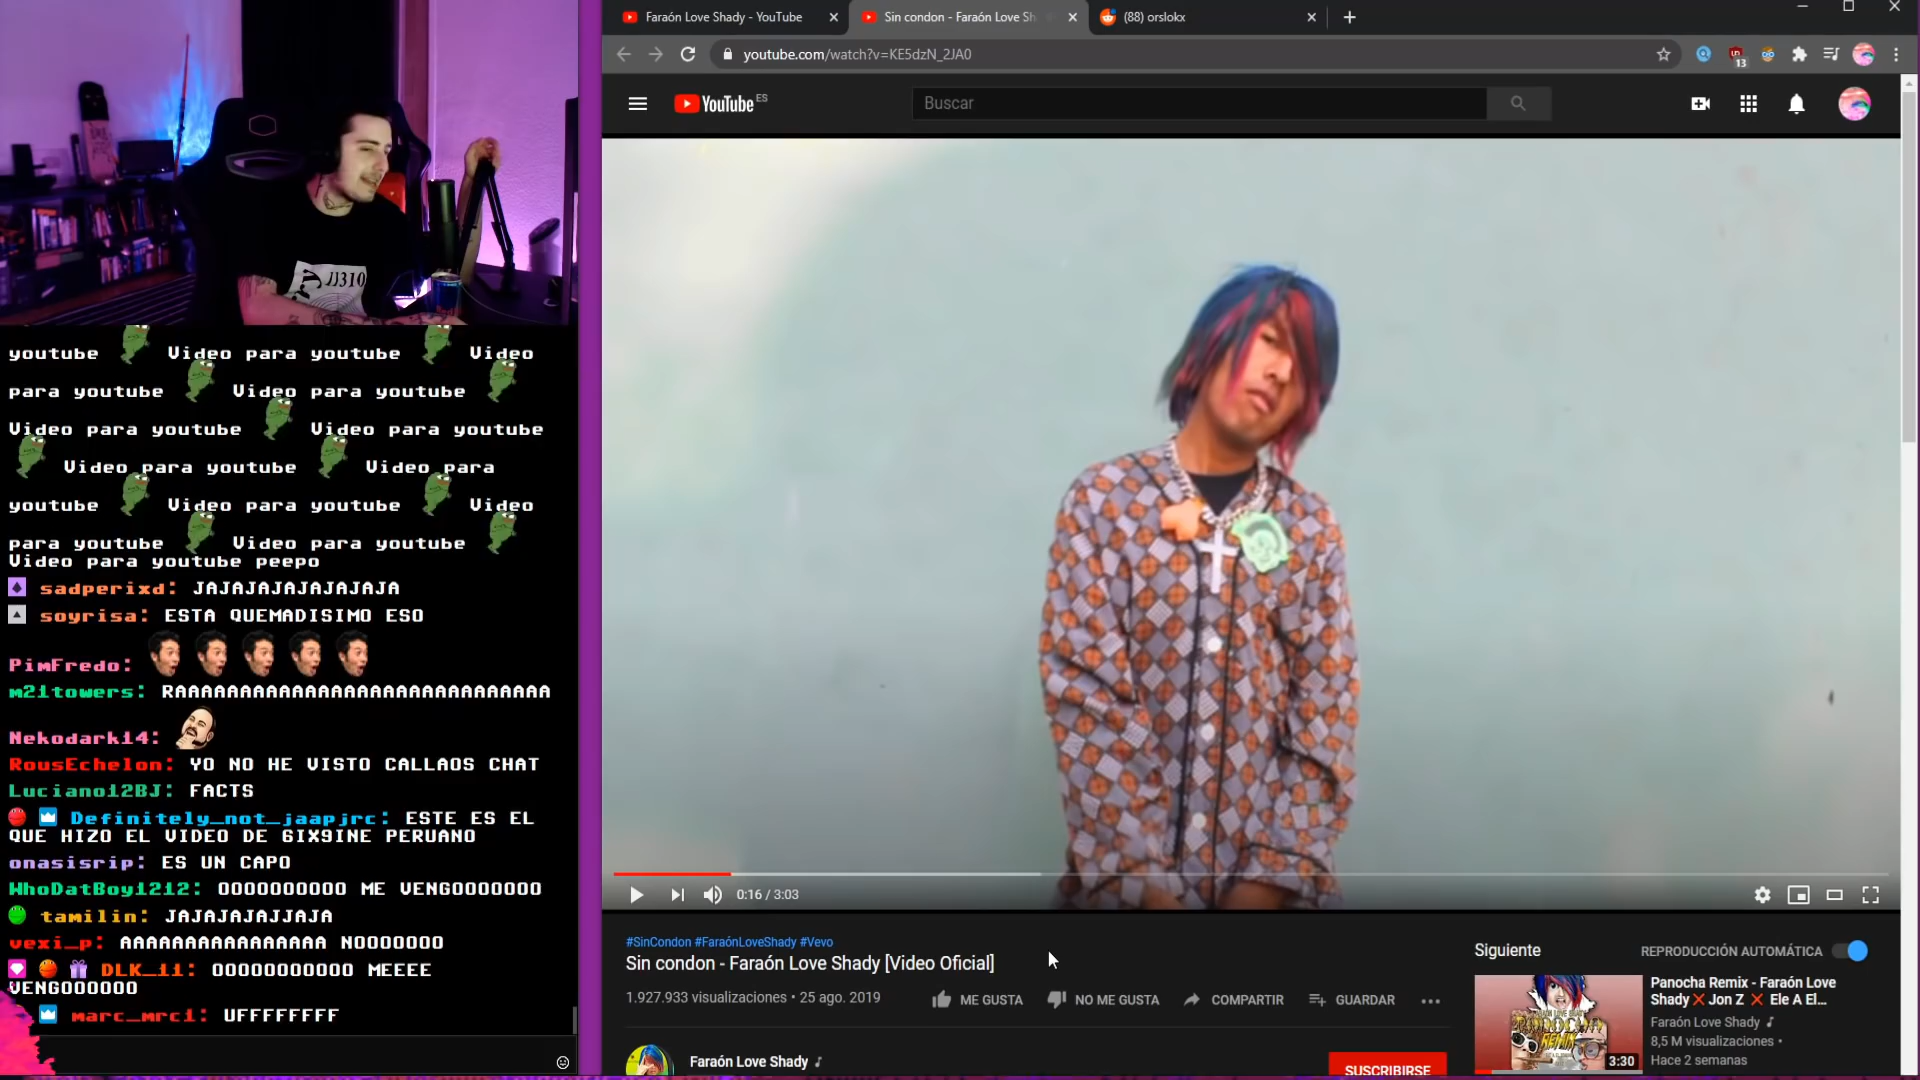 Faraón Love Shady - YouTube
Sin condon - Faraón Love Sh
(88) orslokx
youtube.com/watch?v=KE5dzN_2JA0
13
YouTube ES
Buscar
JJ310
youtube Video para youtube Video
para youtube Video para youtube
Video para youtube Video para youtube
Video para youtube Video para
youtube Video para youtube Video
para youtube Video para youtube
Video para youtube peepo
sadperixd: JAJAJAJAJAJAJAJA
soyrisa: ESTA QUEMADISIMO ESO
PimFredo:
m21towers: RAAAAAAAAAAAAAAAAAAAAAAAAAAAAA
Nekodark14:
RousEchelon: YO NO HE VISTO CALLAOS CHAT
Luciano12BJ: FACTS
Definitely_not_jaapjrc: ESTE ES EL
QUE HIZO EL VIDEO DE 6IX9INE PERUANO
onasisrip: ES UN CAPO
WhoDatBoy1212: OOOOOOOOOO ME VENGOOOOOOO
tamilin: JAJAJAJAJJAJA
vexi_p: AAAAAAAAAAAAAAAA NOOOOOOO
DLK_11: OOOOOOOOOOO MEEEE
VENGOOOOOO
marc_mrc1: UFFFFFFFF
0:16 / 3:03
#SinCondon #FaraónLoveShady #Vevo
Sin condon - Faraón Love Shady [Video Oficial]
1.927.933 visualizaciones • 25 ago. 2019
ME GUSTA
NO ME GUSTA
COMPARTIR
GUARDAR
Faraón Love Shady
SUSCRIBIRSE
Siguiente
REPRODUCCIÓN AUTOMÁTICA
Panocha Remix - Faraón Love
Shady❌Jon Z ❌ Ele A El...
Faraón Love Shady
8,5 M visualizaciones •
Hace 2 semanas
REMIX
3:30